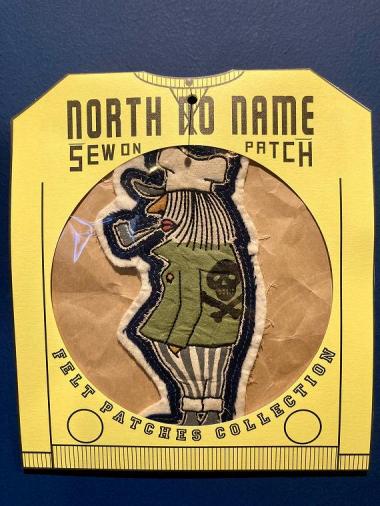 NORTH NO NAME
SEW ON PATCH
FELT PATCHES COLLECTION